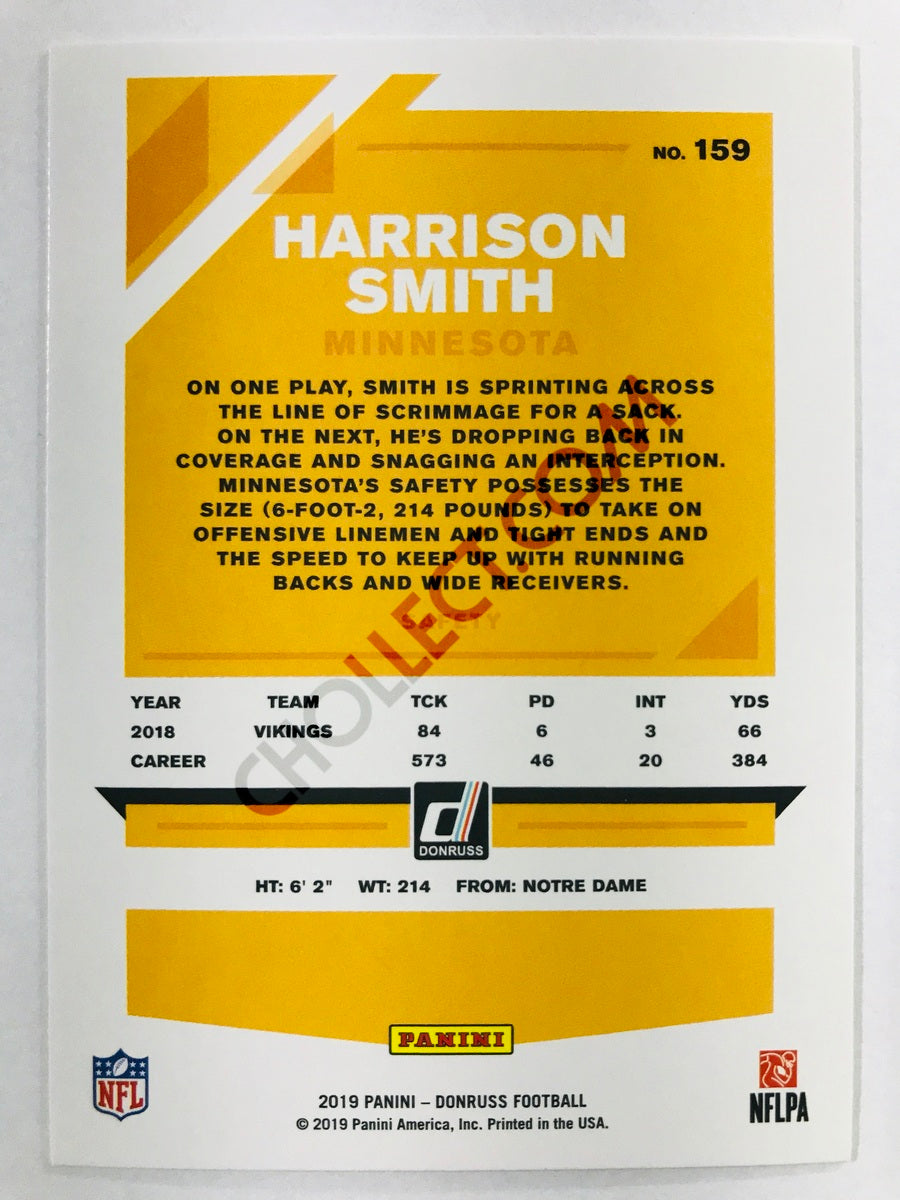 NO. 159
HARRISON
SMITH
MINNESOTA
ON ONE PLAY, SMITH IS SPRINTING ACROSS
THE LINE OF SCRIMMAGE FOR A SACK.
ON THE NEXT, HE'S DROPPING BACK IN
COVERAGE AND SNAGGING AN INTERCEPTION.
MINNESOTA'S SAFETY POSSESSES THE
SIZE (6-FOOT-2, 214 POUNDS) TO TAKE ON
OFFENSIVE LINEMEN AND TIGHT ENDS AND
THE SPEED TO KEEP UP WITH RUNNING
BACKS AND WIDE RECEIVERS.
SAFETY
CHOLLECT.COM
YEAR TEAM TCK PD INT YDS
2018 VIKINGS 84 6 3 66
CAREER 573 46 20 384
d
DONRUSS
HT: 6' 2" WT: 214 FROM: NOTRE DAME
PANINI
NFL
NFLPA
2019 PANINI – DONRUSS FOOTBALL
© 2019 Panini America, Inc. Printed in the USA.